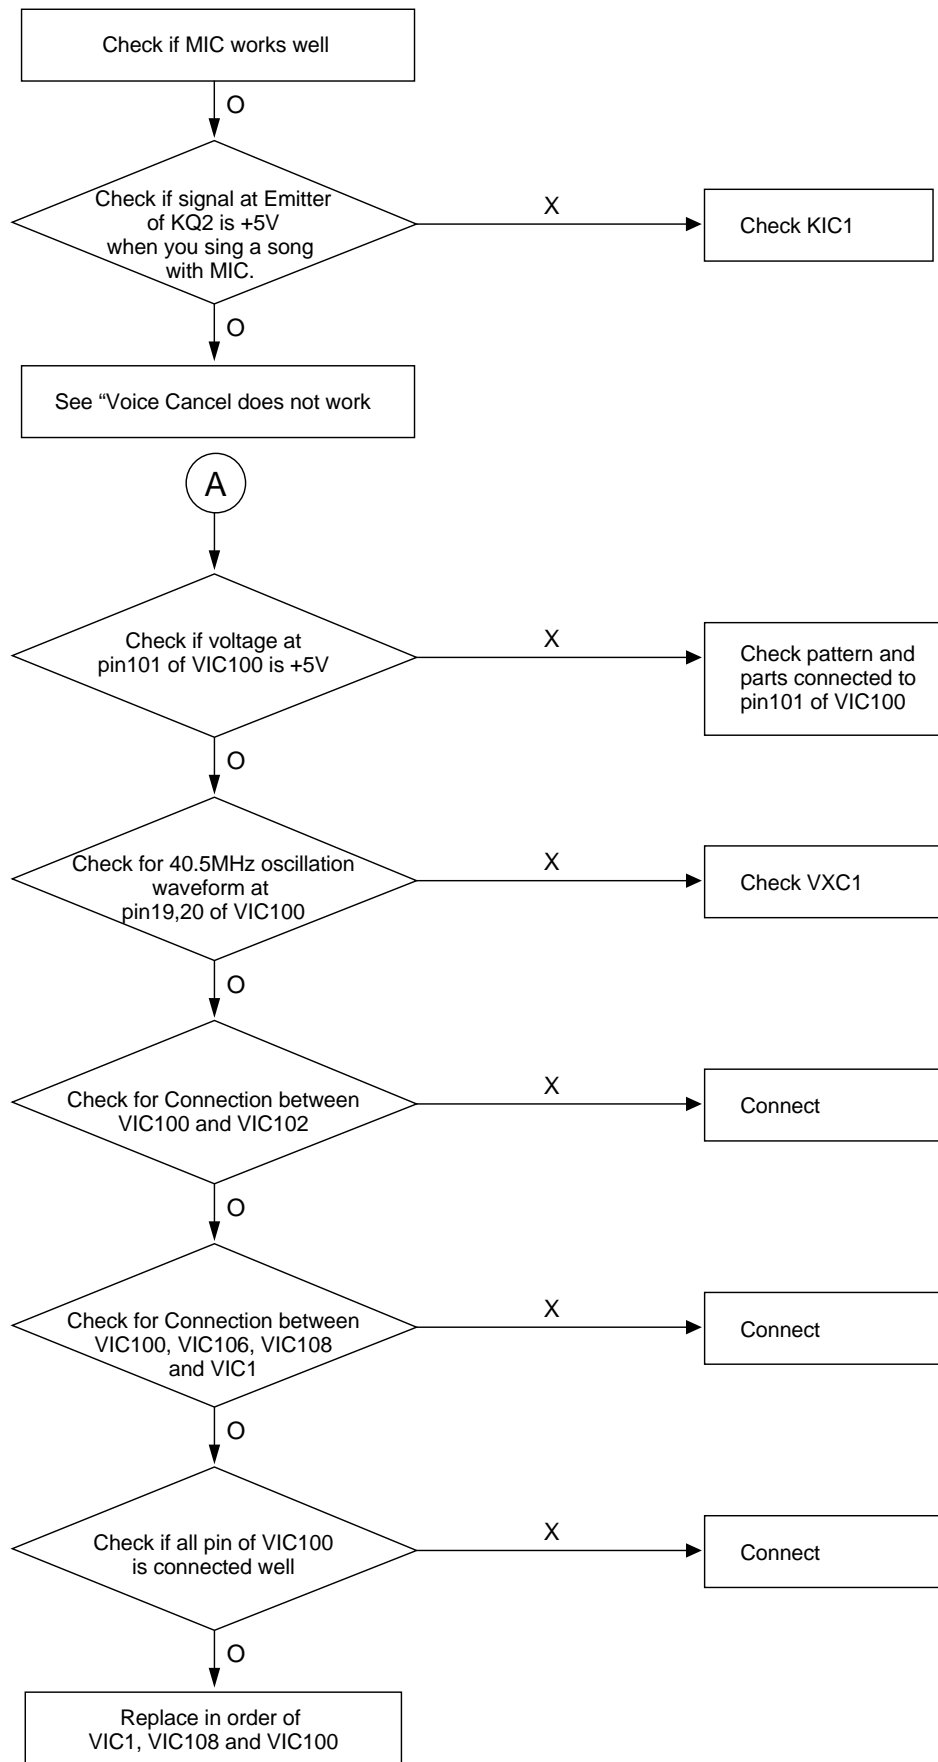 Check if MIC works well
O
Check if signal at Emitter
of KQ2 is +5V
when you sing a song
with MIC.
X
Check KIC1
O
See “Voice Cancel does not work
A
Check if voltage at
pin101 of VIC100 is +5V
X
Check pattern and
parts connected to
pin101 of VIC100
O
Check for 40.5MHz oscillation
waveform at
pin19,20 of VIC100
X
Check VXC1
O
Check for Connection between
VIC100 and VIC102
X
Connect
O
Check for Connection between
VIC100, VIC106, VIC108
and VIC1
X
Connect
O
Check if all pin of VIC100
is connected well
X
Connect
O
Replace in order of
VIC1, VIC108 and VIC100